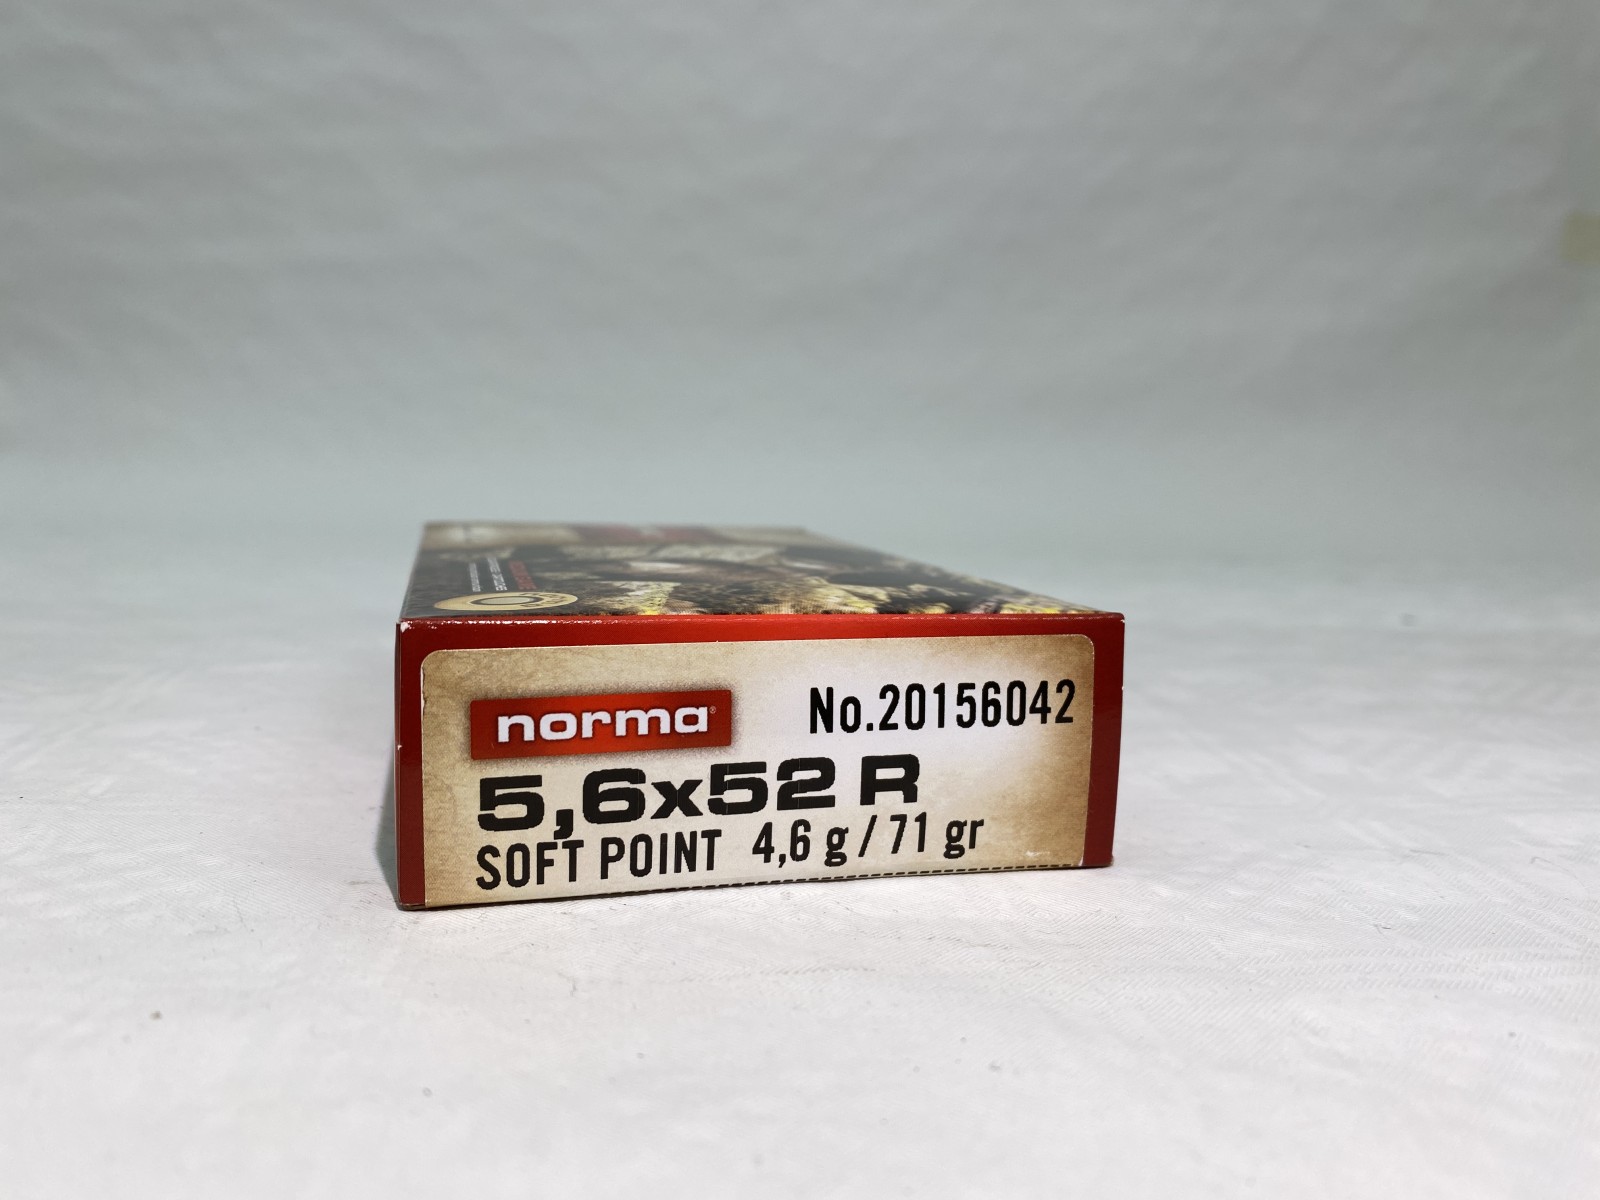 norma
No.20156042
5,6x52 R
SOFT POINT 4,6 g / 71 gr